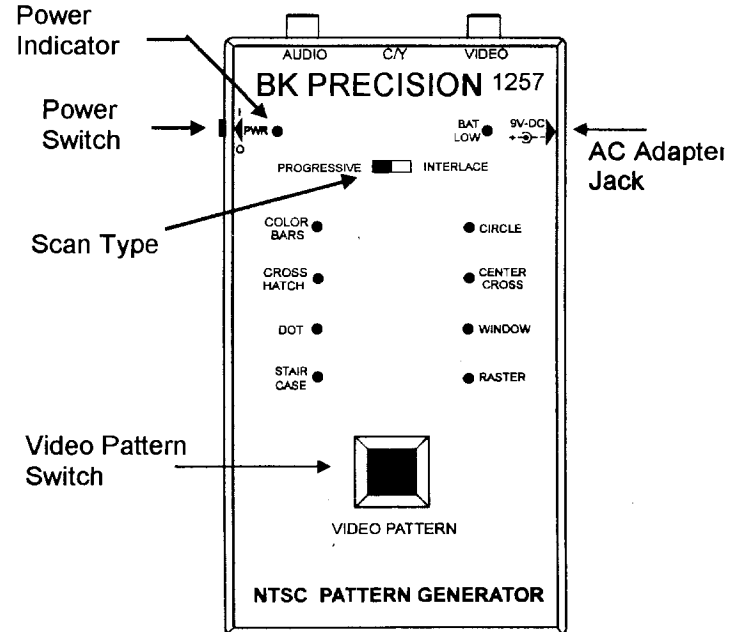 Power
Indicator
AUDIO C/Y VIDEO
BK PRECISION 1257
Power
Switch
I
PWR
O
BAT
LOW
9V-DC
+ -
AC Adapter
Jack
PROGRESSIVE INTERLACE
Scan Type
COLOR
BARS
CIRCLE
CROSS
HATCH
CENTER
CROSS
DOT
WINDOW
STAIR
CASE
RASTER
Video Pattern
Switch
VIDEO PATTERN
NTSC PATTERN GENERATOR